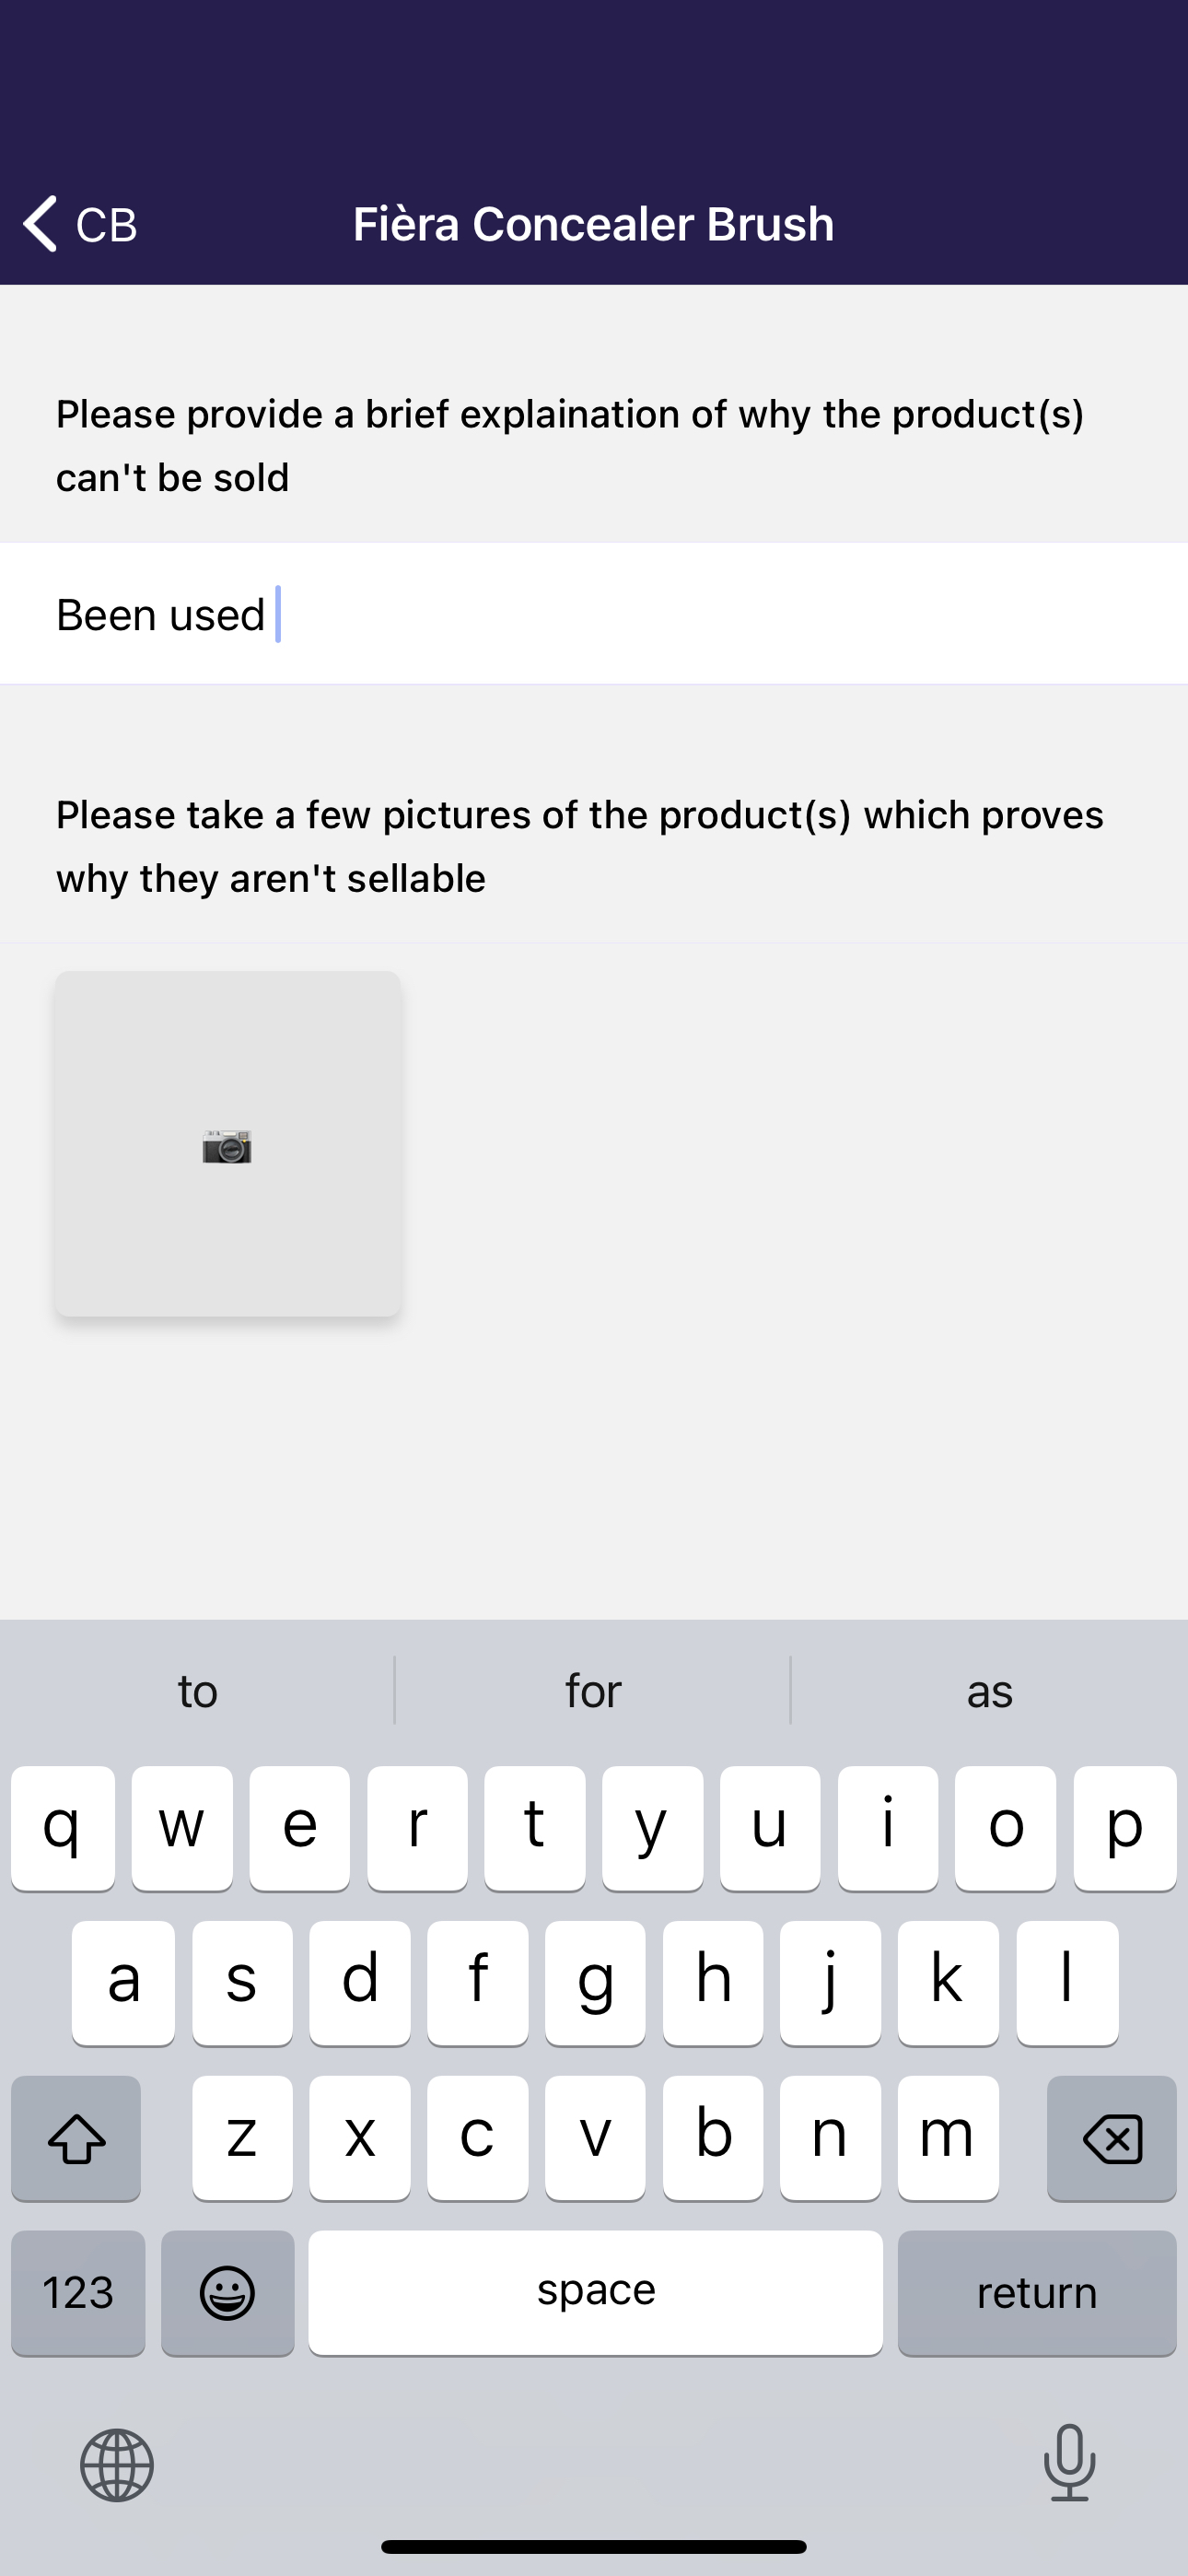 CB
Fièra Concealer Brush
Please provide a brief explaination of why the product(s)
can't be sold
Been used
Please take a few pictures of the product(s) which proves
why they aren't sellable
to for as
q w e r t y u i o p
a s d f g h j k l
z x c v b n m
123 space return